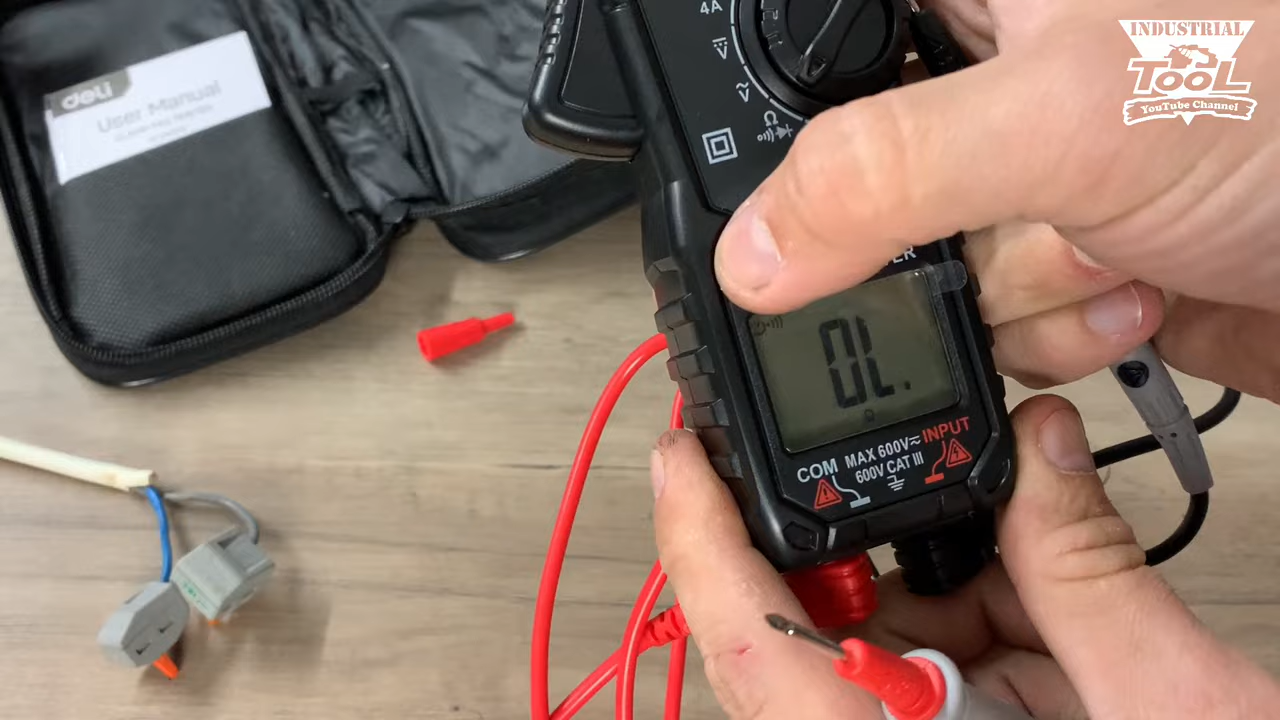 deli
User Manual
4A
INDUSTRIAL
TOOL
YouTube Channel
Ω
OL.
Ω
COM
MAX 600V≂
600V CAT III
INPUT